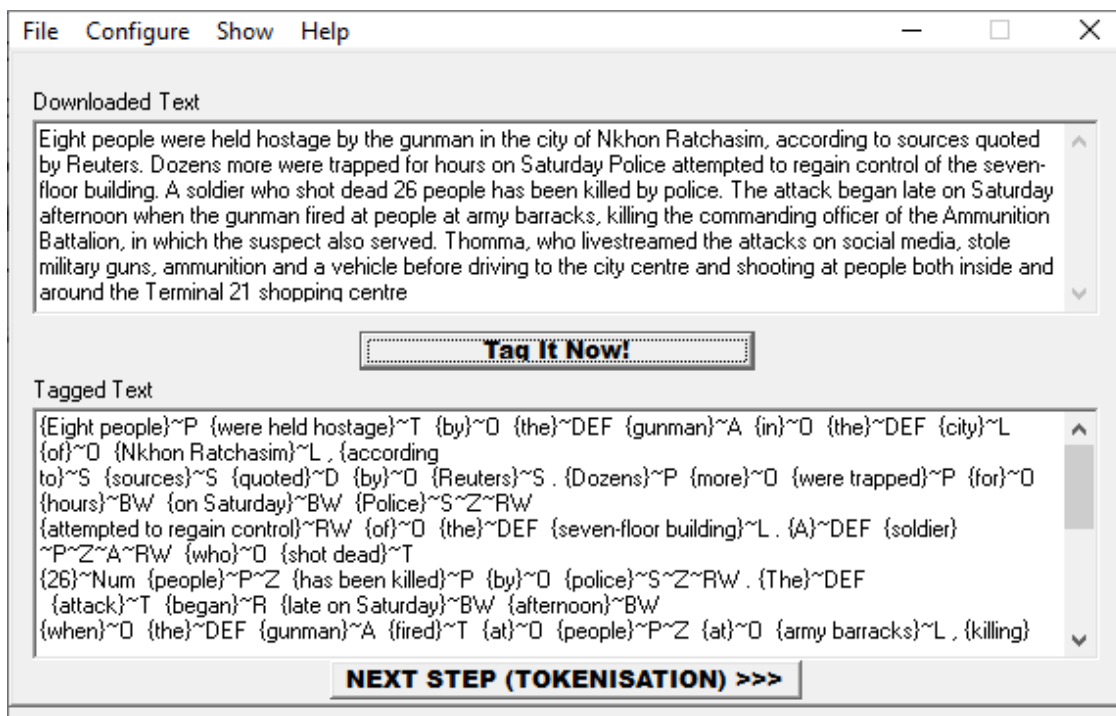 File Configure Show Help
Downloaded Text
Eight people were held hostage by the gunman in the city of Nkhon Ratchasim, according to sources quoted
by Reuters. Dozens more were trapped for hours on Saturday Police attempted to regain control of the seven-
floor building. A soldier who shot dead 26 people has been killed by police. The attack began late on Saturday
afternoon when the gunman fired at people at army barracks, killing the commanding officer of the Ammunition
Battalion, in which the suspect also served. Thomma, who livestreamed the attacks on social media, stole
military guns, ammunition and a vehicle before driving to the city centre and shooting at people both inside and
around the Terminal 21 shopping centre
Tag It Now!
Tagged Text
{Eight people}~P {were held hostage}~T {by}~O {the}~DEF {gunman}~A {in}~O {the}~DEF {city}~L
{of}~O {Nkhon Ratchasim}~L , {according
to}~S {sources}~S {quoted}~D {by}~O {Reuters}~S . {Dozens}~P {more}~O {were trapped}~P {for}~O
{hours}~BW {on Saturday}~BW {Police}~S~Z~RW
{attempted to regain control}~RW {of}~O {the}~DEF {seven-floor building}~L . {A}~DEF {soldier}
~P~Z~A~RW {who}~O {shot dead}~T
{26}~Num {people}~P~Z {has been killed}~P {by}~O {police}~S~Z~RW . {The}~DEF
{attack}~T {began}~R {late on Saturday}~BW {afternoon}~BW
{when}~O {the}~DEF {gunman}~A {fired}~T {at}~O {people}~P~Z {at}~O {army barracks}~L , {killing}
NEXT STEP (TOKENISATION) >>>